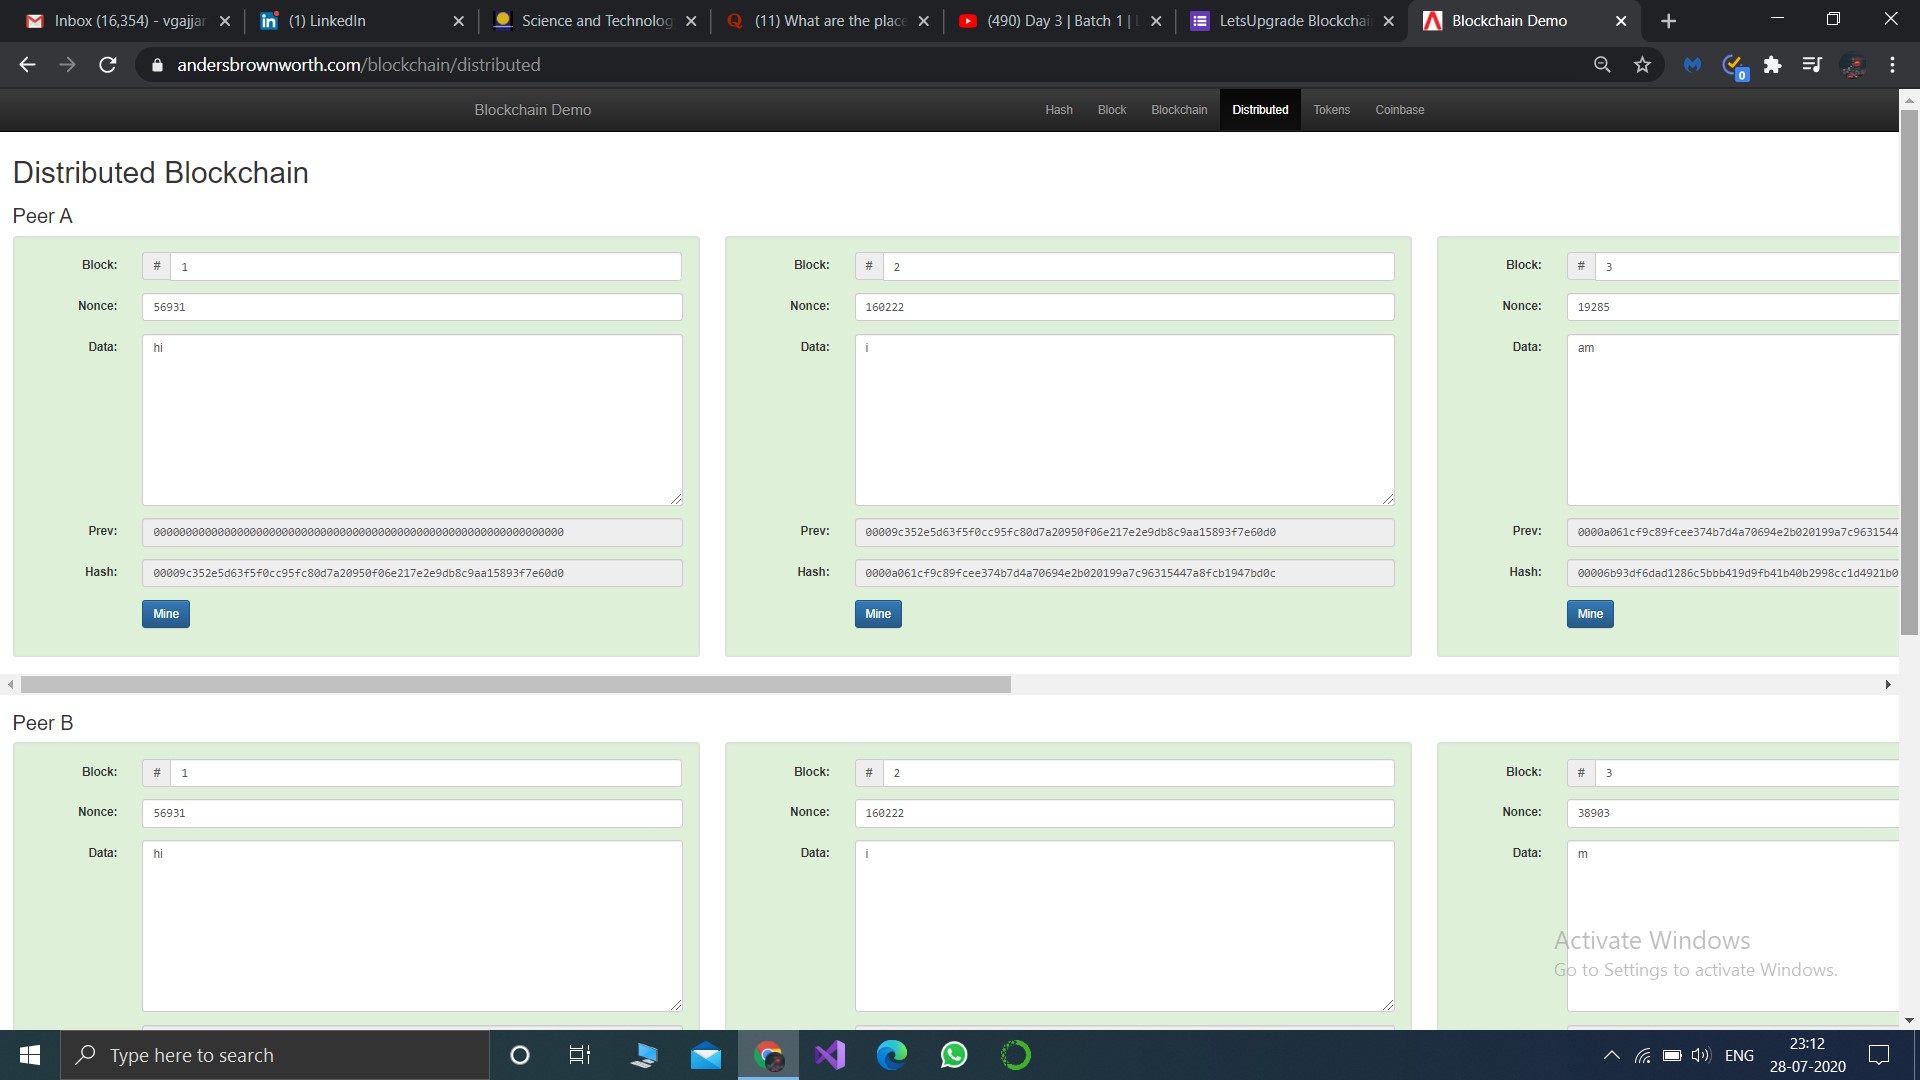 Inbox (16,354) - vgajjar
(1) LinkedIn
Science and Technolog
(11) What are the place
(490) Day 3 | Batch 1 | L
LetsUpgrade Blockchai
Blockchain Demo
andersbrownworth.com/blockchain/distributed
0
Blockchain Demo
Hash
Block
Blockchain
Distributed
Tokens
Coinbase
Distributed Blockchain
Peer A
Block: # 1
Nonce: 56931
Data: hi
Prev: 0000000000000000000000000000000000000000000000000000000000000000
Hash: 00009c352e5d63f5f0cc95fc80d7a20950f06e217e2e9db8c9aa15893f7e60d0
Mine
Block: # 2
Nonce: 160222
Data: i
Prev: 00009c352e5d63f5f0cc95fc80d7a20950f06e217e2e9db8c9aa15893f7e60d0
Hash: 0000a061cf9c89fcee374b7d4a70694e2b020199a7c96315447a8fcb1947bd0c
Mine
Block: # 3
Nonce: 19285
Data: am
Prev: 0000a061cf9c89fcee374b7d4a70694e2b020199a7c9631544
Hash: 00006b93df6dad1286c5bbb419d9fb41b40b2998cc1d4921b0
Mine
Peer B
Block: # 1
Nonce: 56931
Data: hi
Block: # 2
Nonce: 160222
Data: i
Block: # 3
Nonce: 38903
Data: m
Activate Windows
Go to Settings to activate Windows.
Type here to search
ENG
23:12
28-07-2020